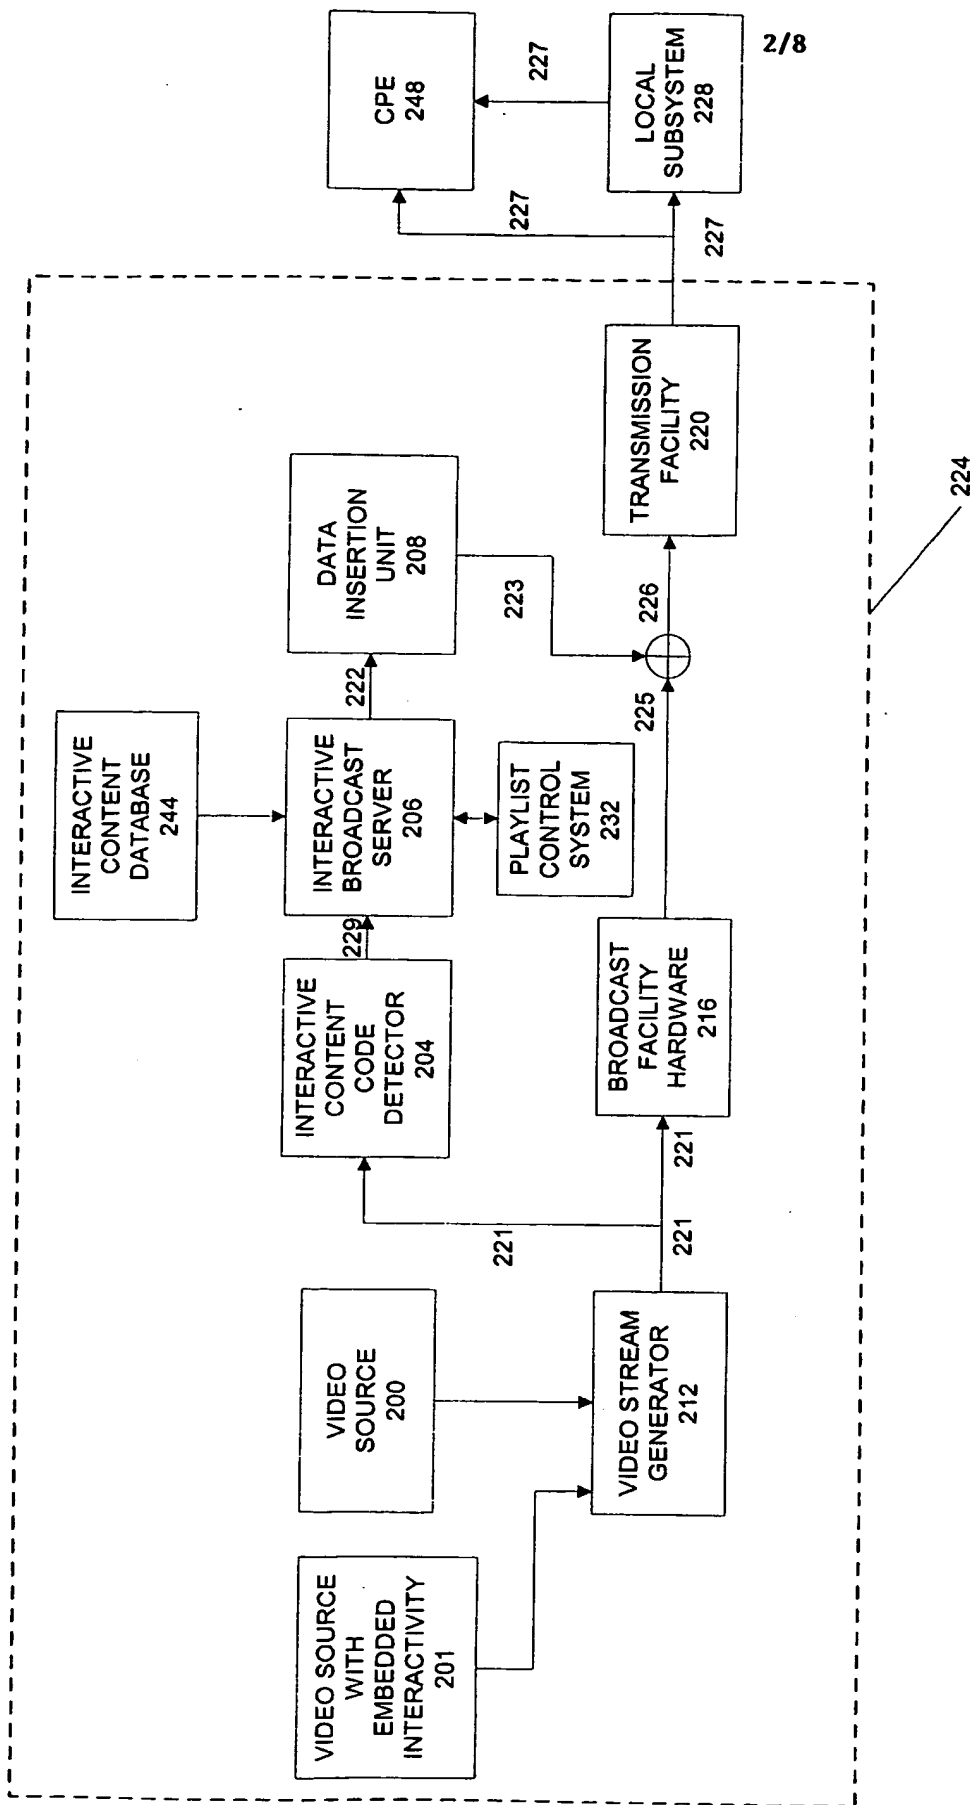 2/8
VIDEO SOURCE
WITH
EMBEDDED
INTERACTIVITY
201
VIDEO
SOURCE
200
VIDEO STREAM
GENERATOR
212
221
221
221
INTERACTIVE
CONTENT
CODE
DETECTOR
204
229
INTERACTIVE
CONTENT
DATABASE
244
INTERACTIVE
BROADCAST
SERVER
206
PLAYLIST
CONTROL
SYSTEM
232
222
DATA
INSERTION
UNIT
208
223
BROADCAST
FACILITY
HARDWARE
216
225
226
TRANSMISSION
FACILITY
220
227
227
227
CPE
248
LOCAL
SUBSYSTEM
228
224